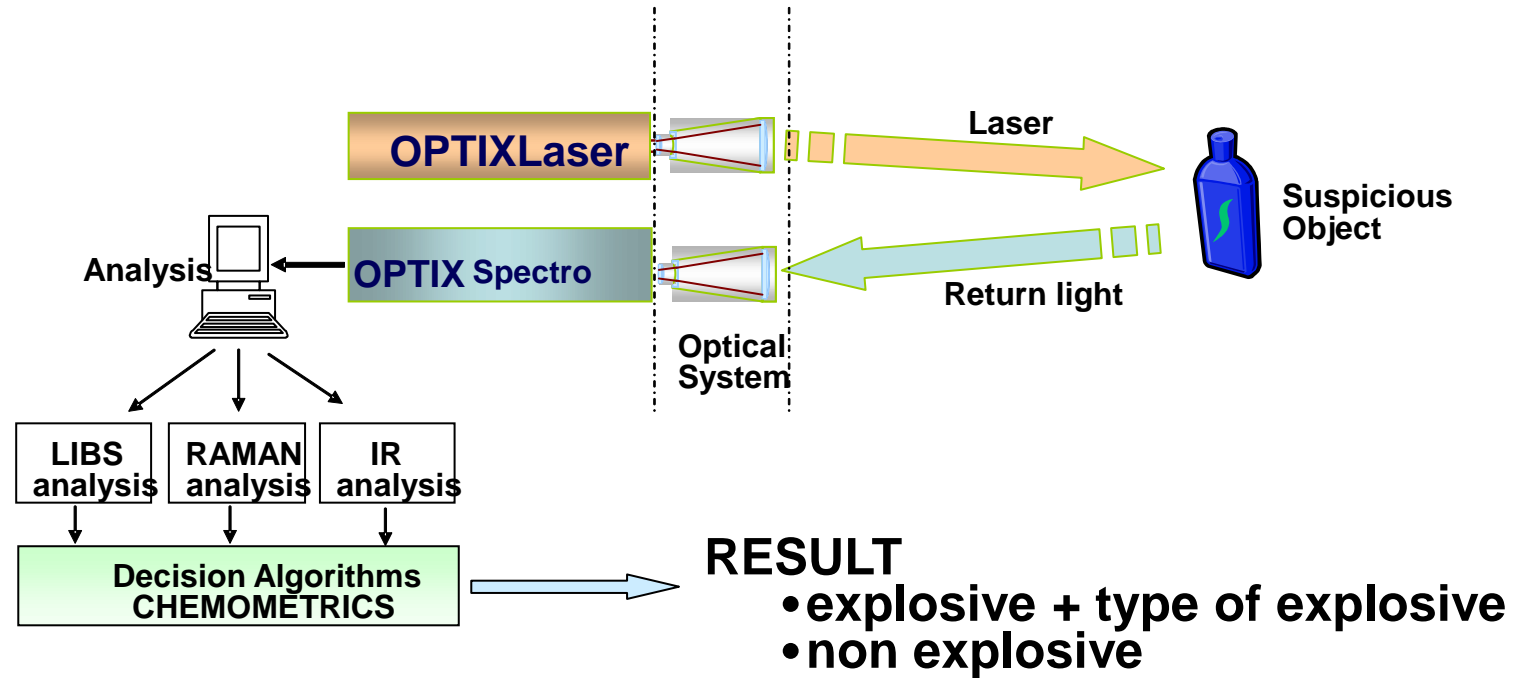 OPTIXLaser
Laser
Suspicious
Object
Analysis
OPTIX Spectro
Return light
Optical
System
LIBS
analysis
RAMAN
analysis
IR
analysis
Decision Algorithms
CHEMOMETRICS
RESULT
•explosive + type of explosive
•non explosive